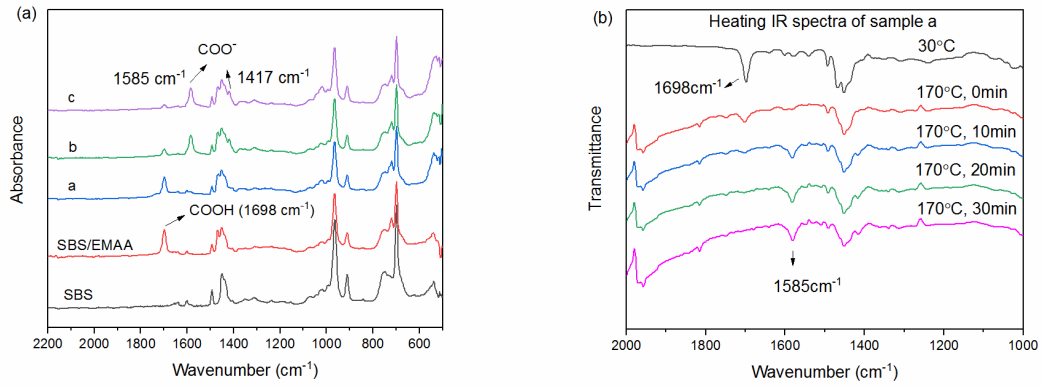 (a)
COO⁻
1585 cm⁻¹
1417 cm⁻¹
c
b
a
COOH (1698 cm⁻¹)
SBS/EMAA
SBS
Absorbance
2200 2000 1800 1600 1400 1200 1000 800 600
Wavenumber (cm⁻¹)
(b)
Heating IR spectra of sample a
30°C
1698cm⁻¹
170°C, 0min
170°C, 10min
170°C, 20min
170°C, 30min
1585cm⁻¹
Transmittance
2000 1800 1600 1400 1200 1000
Wavenumber (cm⁻¹)